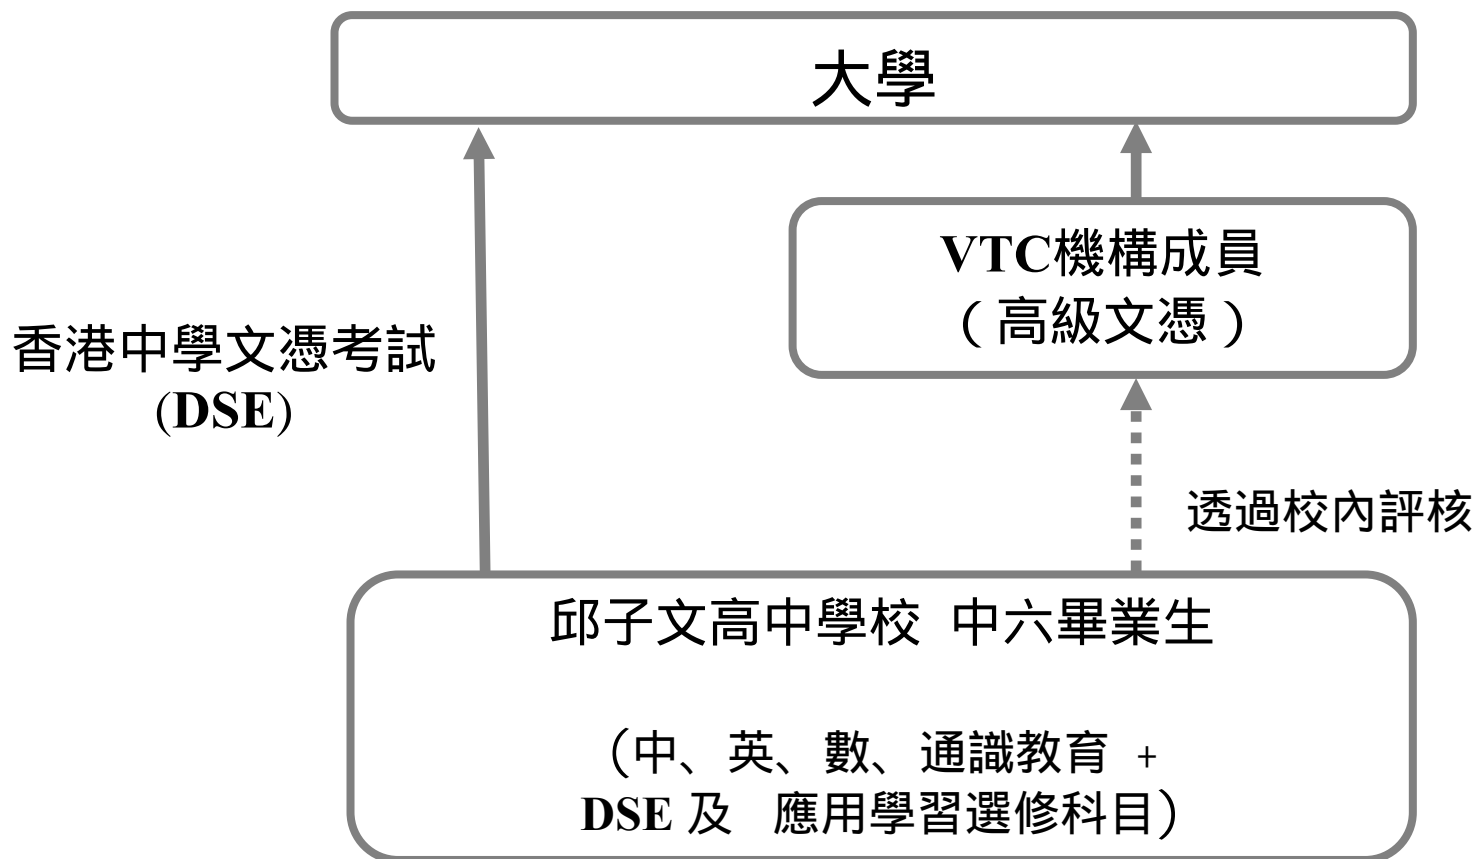 大學
VTC機構成員
（高級文憑）
香港中學文憑考試
(DSE)
透過校內評核
邱子文高中學校 中六畢業生
（中、英、數、通識教育 +
DSE 及 應用學習選修科目）